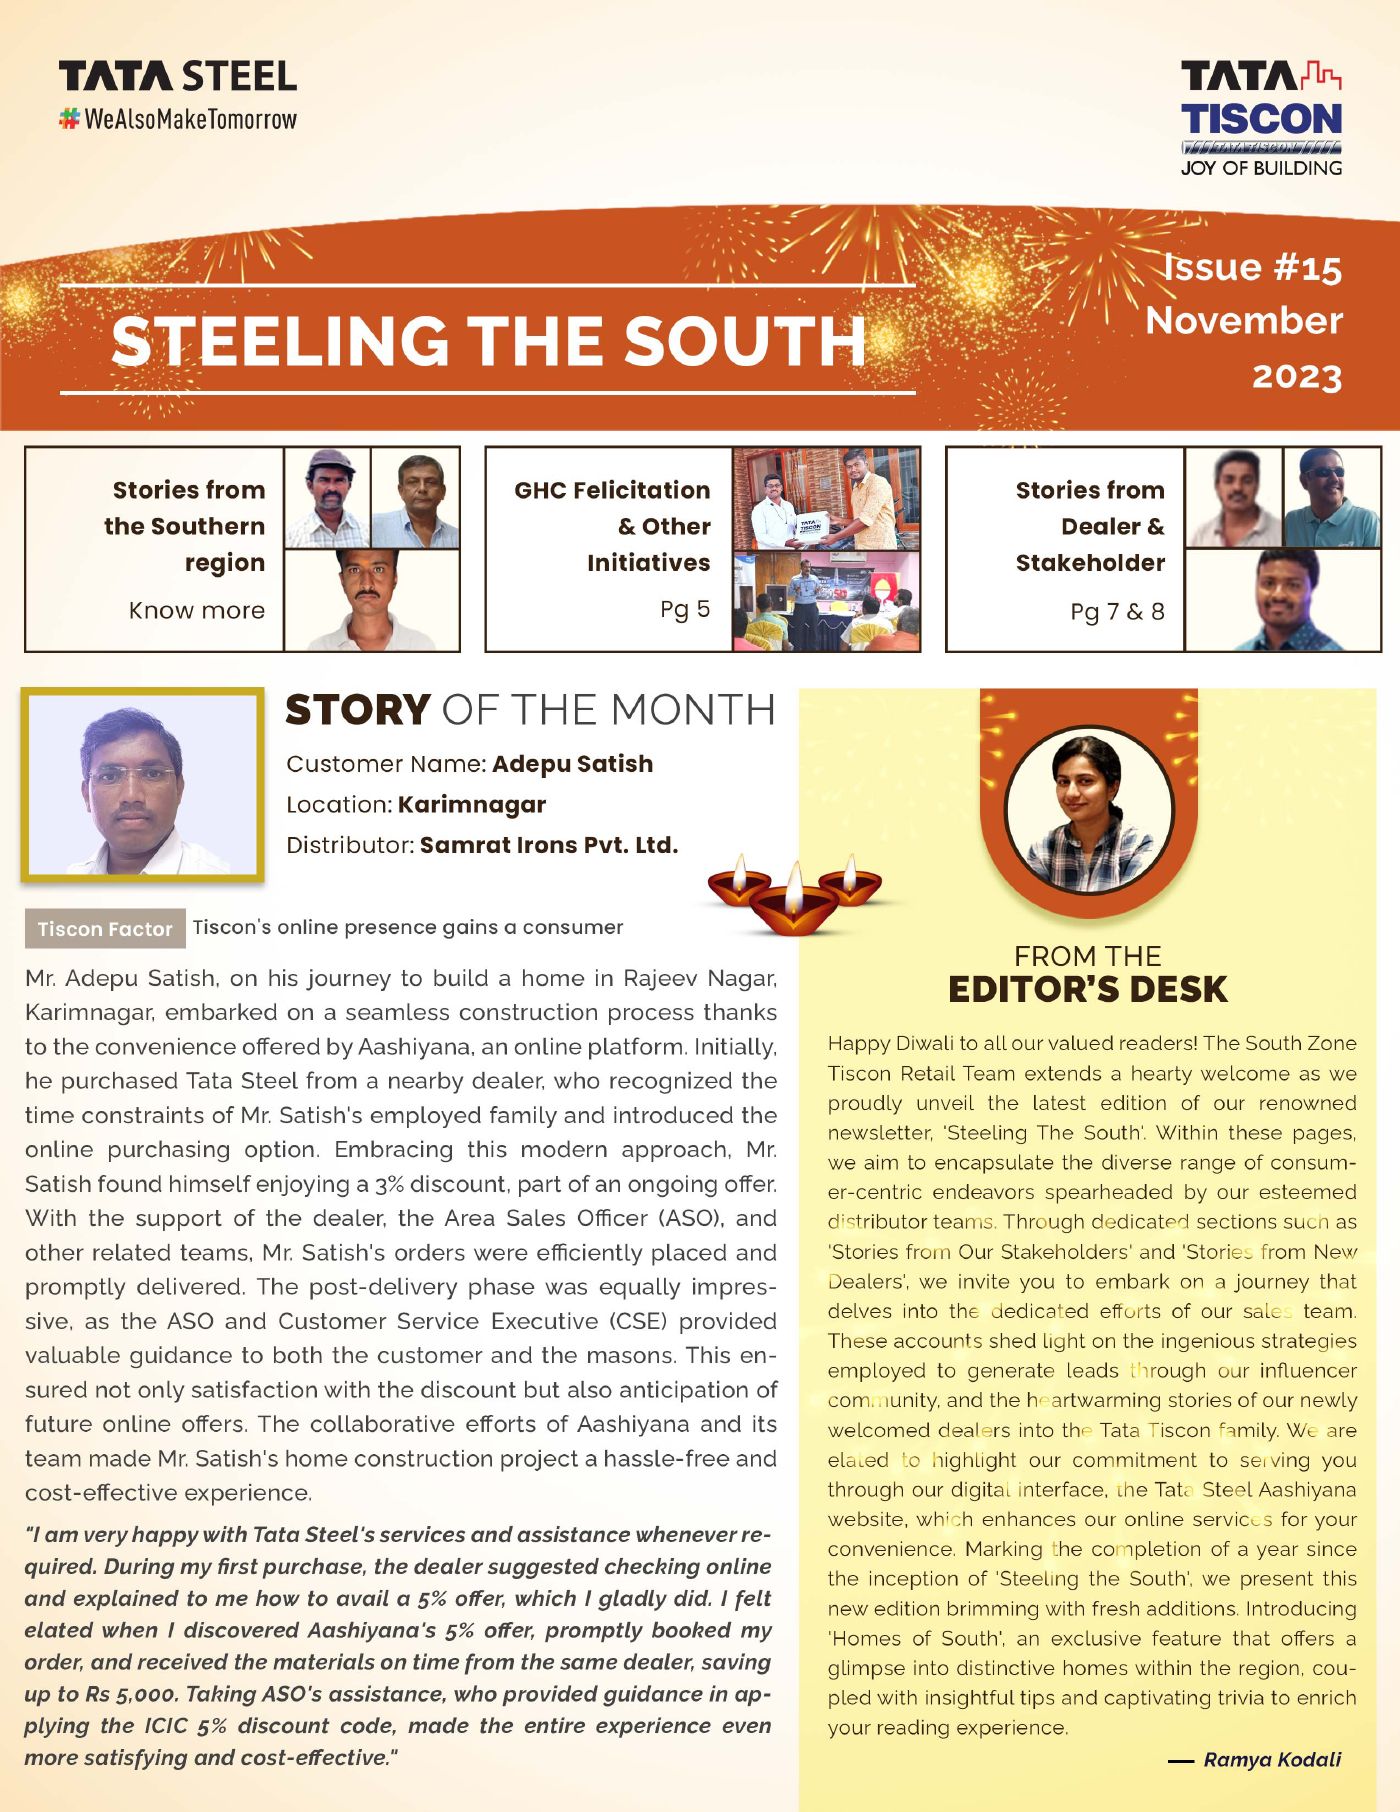 TATA STEEL
#WeAlsoMakeTomorrow
TATA
TISCON
TATA TISCON
JOY OF BUILDING
STEELING THE SOUTH
Issue #15
November
2023
Stories from
the Southern
region
Know more
GHC Felicitation
& Other
Initiatives
Pg 5
TATA
TISCON
Stories from
Dealer &
Stakeholder
Pg 7 & 8
STORY OF THE MONTH
Customer Name: Adepu Satish
Location: Karimnagar
Distributor: Samrat Irons Pvt. Ltd.
Tiscon Factor Tiscon's online presence gains a consumer
Mr. Adepu Satish, on his journey to build a home in Rajeev Nagar,
Karimnagar, embarked on a seamless construction process thanks
to the convenience offered by Aashiyana, an online platform. Initially,
he purchased Tata Steel from a nearby dealer, who recognized the
time constraints of Mr. Satish's employed family and introduced the
online purchasing option. Embracing this modern approach, Mr.
Satish found himself enjoying a 3% discount, part of an ongoing offer.
With the support of the dealer, the Area Sales Officer (ASO), and
other related teams, Mr. Satish's orders were efficiently placed and
promptly delivered. The post-delivery phase was equally impres-
sive, as the ASO and Customer Service Executive (CSE) provided
valuable guidance to both the customer and the masons. This en-
sured not only satisfaction with the discount but also anticipation of
future online offers. The collaborative efforts of Aashiyana and its
team made Mr. Satish's home construction project a hassle-free and
cost-effective experience.
"I am very happy with Tata Steel's services and assistance whenever re-
quired. During my first purchase, the dealer suggested checking online
and explained to me how to avail a 5% offer, which I gladly did. I felt
elated when I discovered Aashiyana's 5% offer, promptly booked my
order, and received the materials on time from the same dealer, saving
up to Rs 5,000. Taking ASO's assistance, who provided guidance in ap-
plying the ICIC 5% discount code, made the entire experience even
more satisfying and cost-effective."
FROM THE
EDITOR'S DESK
Happy Diwali to all our valued readers! The South Zone
Tiscon Retail Team extends a hearty welcome as we
proudly unveil the latest edition of our renowned
newsletter, 'Steeling The South'. Within these pages,
we aim to encapsulate the diverse range of consum-
er-centric endeavors spearheaded by our esteemed
distributor teams. Through dedicated sections such as
'Stories from Our Stakeholders' and 'Stories from New
Dealers', we invite you to embark on a journey that
delves into the dedicated efforts of our sales team.
These accounts shed light on the ingenious strategies
employed to generate leads through our influencer
community, and the heartwarming stories of our newly
welcomed dealers into the Tata Tiscon family. We are
elated to highlight our commitment to serving you
through our digital interface, the Tata Steel Aashiyana
website, which enhances our online services for your
convenience. Marking the completion of a year since
the inception of 'Steeling the South', we present this
new edition brimming with fresh additions. Introducing
'Homes of South', an exclusive feature that offers a
glimpse into distinctive homes within the region, cou-
pled with insightful tips and captivating trivia to enrich
your reading experience.
— Ramya Kodali